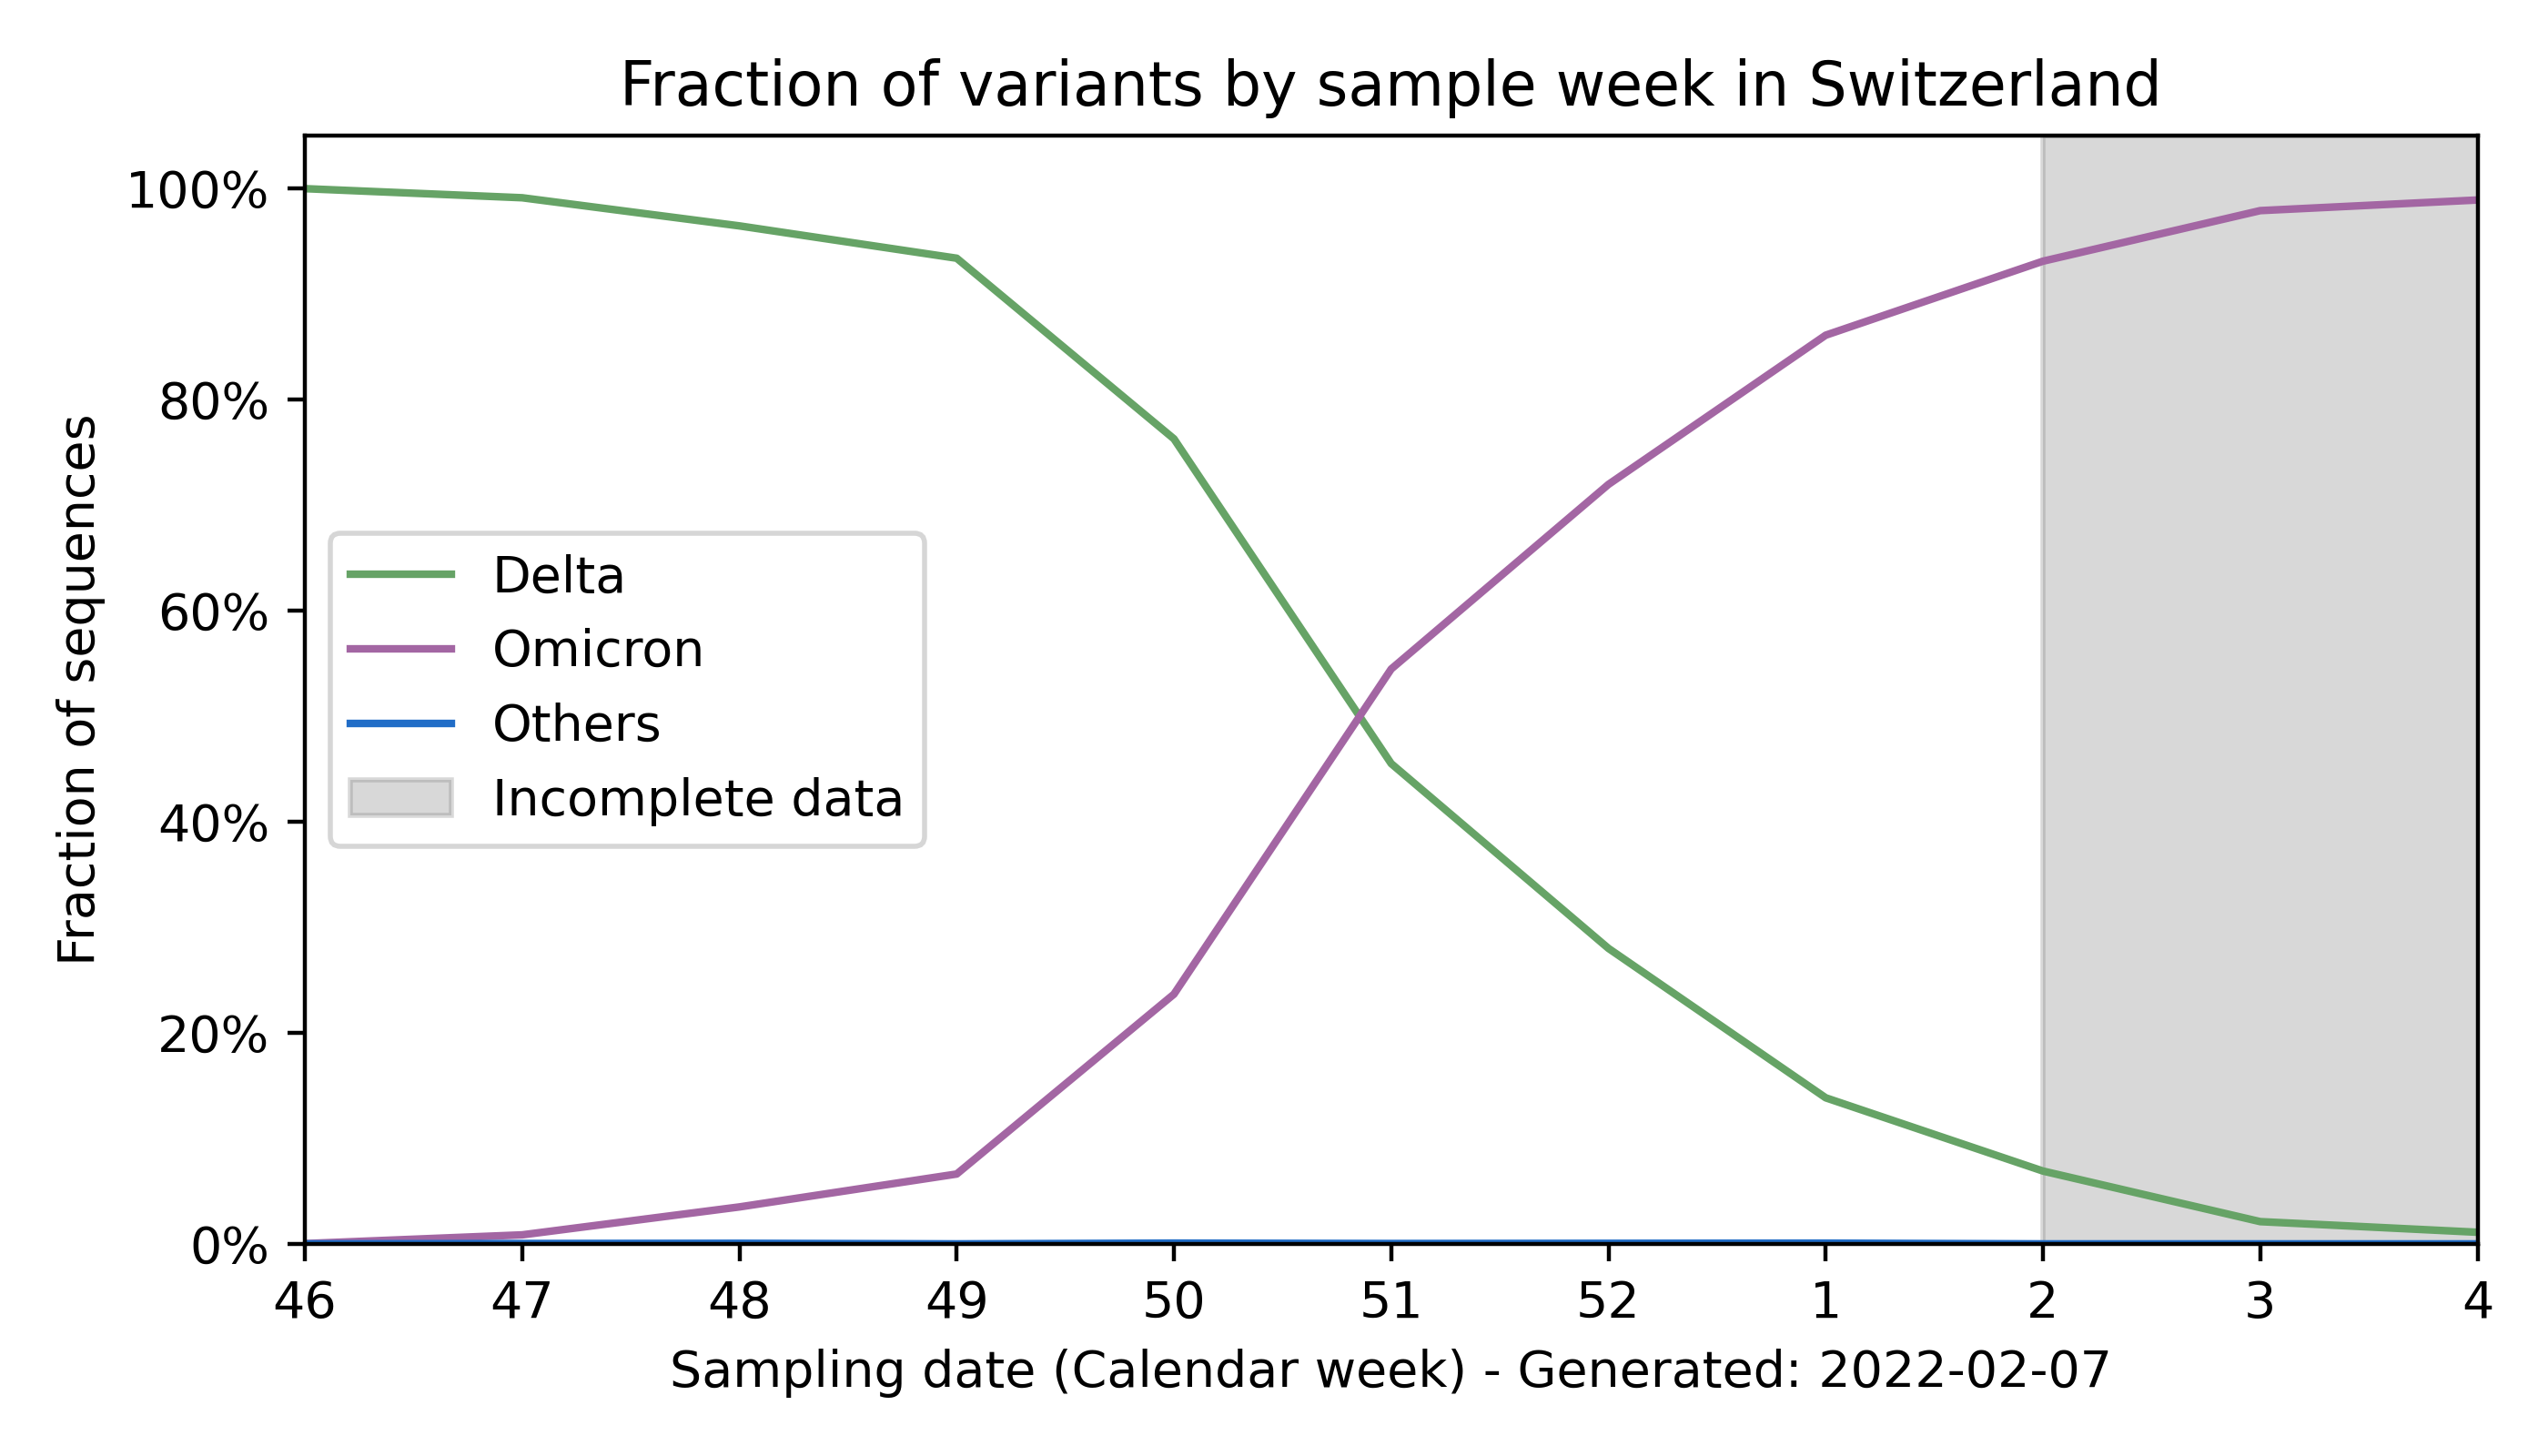 Fraction of variants by sample week in Switzerland
Fraction of sequences
100%
80%
60%
40%
20%
0%
Delta
Omicron
Others
Incomplete data
46 47 48 49 50 51 52 1 2 3 4
Sampling date (Calendar week) - Generated: 2022-02-07